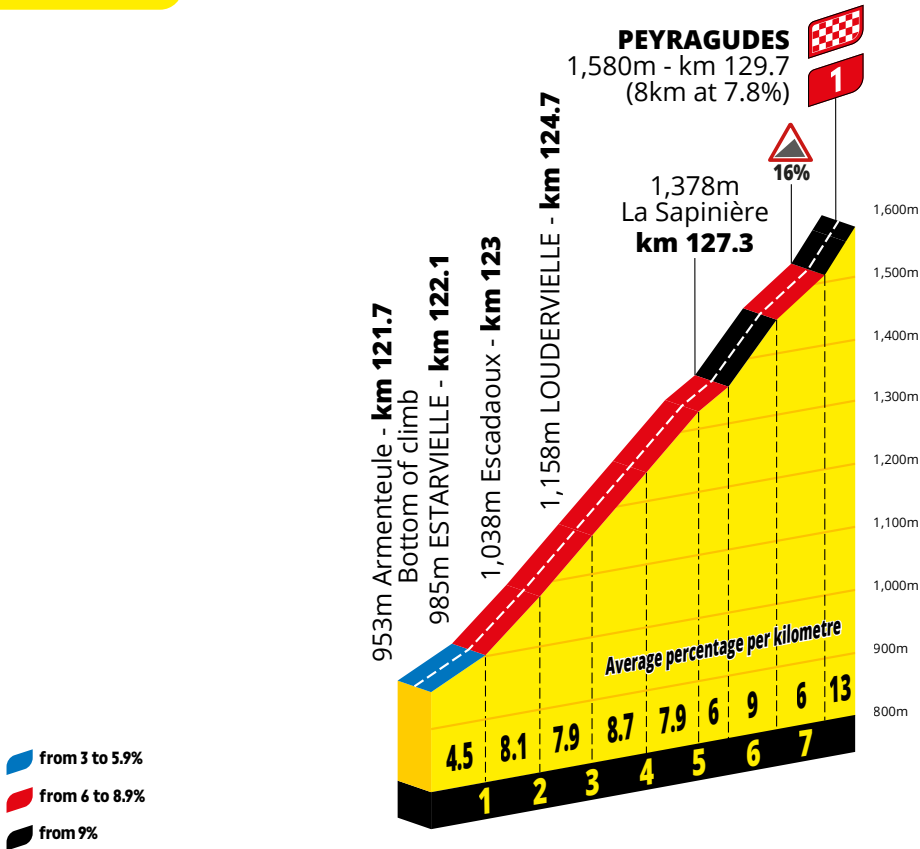 PEYRAGUDES
1,580m - km 129.7
(8km at 7.8%)
1
16%
1,378m
La Sapinière
km 127.3
953m Armenteule - km 121.7
Bottom of climb
985m ESTARVIELLE - km 122.1
1,038m Escadaoux - km 123
1,158m LOUDERVIELLE - km 124.7
1,600m
1,500m
1,400m
1,300m
1,200m
1,100m
1,000m
900m
800m
Average percentage per kilometre
4.5 8.1 7.9 8.7 7.9 6 9 6 13
1 2 3 4 5 6 7
from 3 to 5.9%
from 6 to 8.9%
from 9%